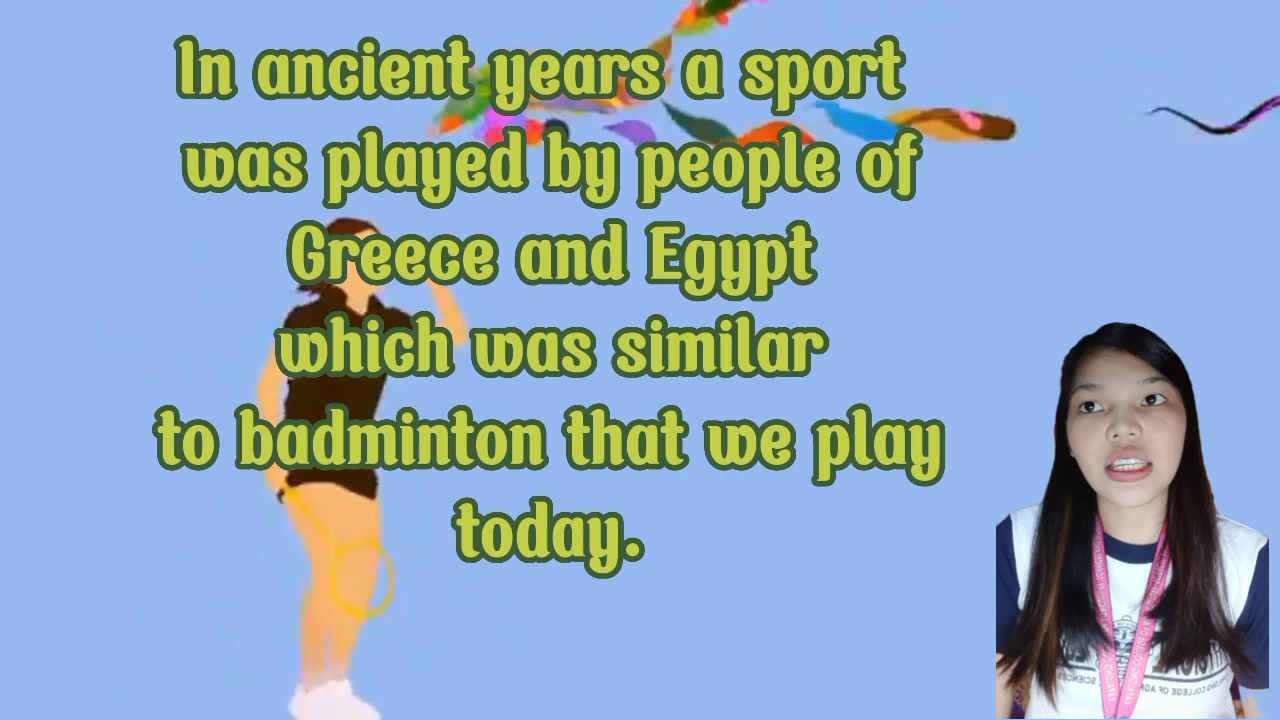 In ancient years a sport
was played by people of
Greece and Egypt
which was similar
to badminton that we play
today.